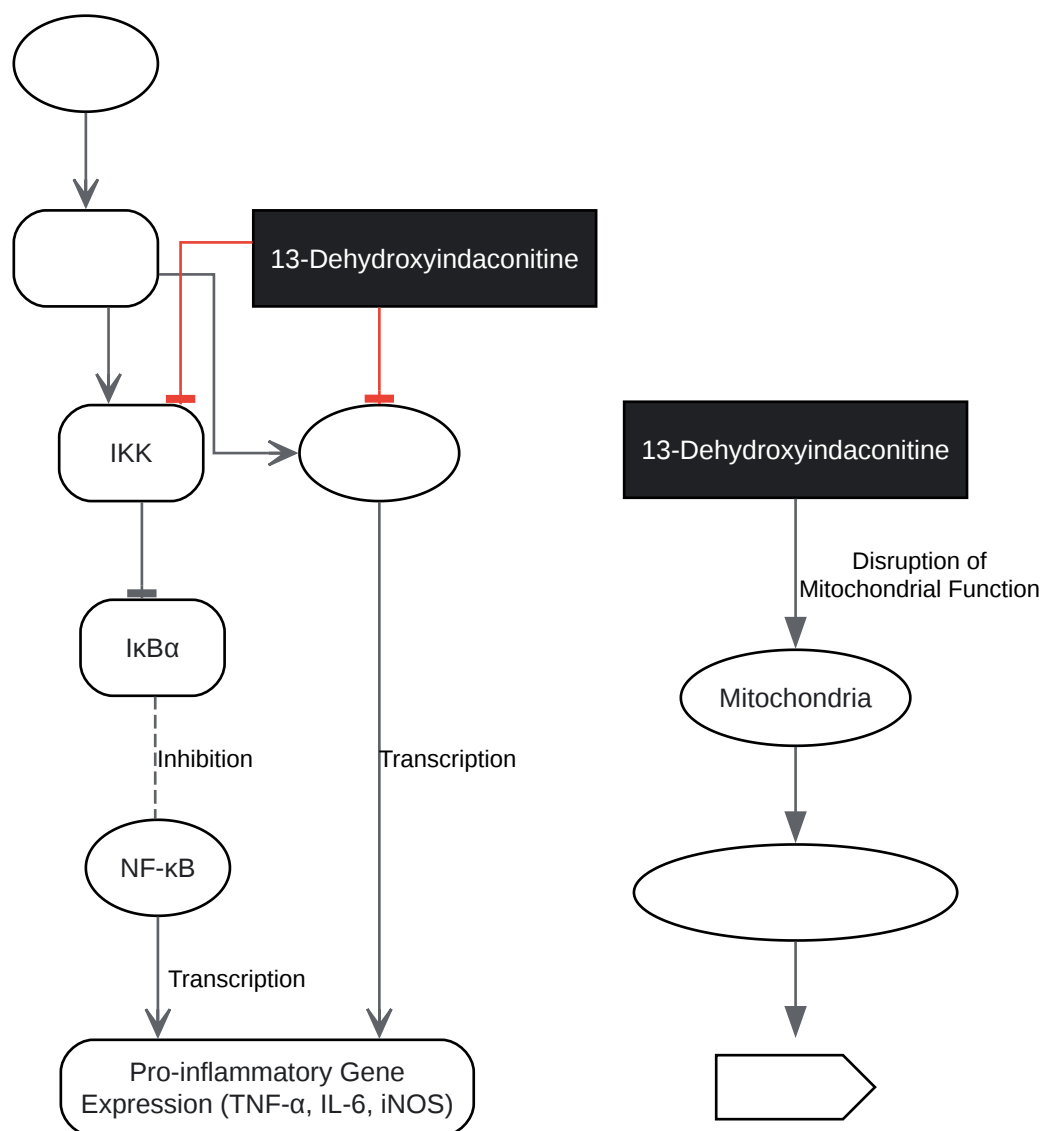 13-Dehydroxyindaconitine
IKK
13-Dehydroxyindaconitine
Disruption of
Mitochondrial Function
IκBα
Mitochondria
Inhibition
Transcription
NF-κB
Transcription
Pro-inflammatory Gene
Expression (TNF-α, IL-6, iNOS)